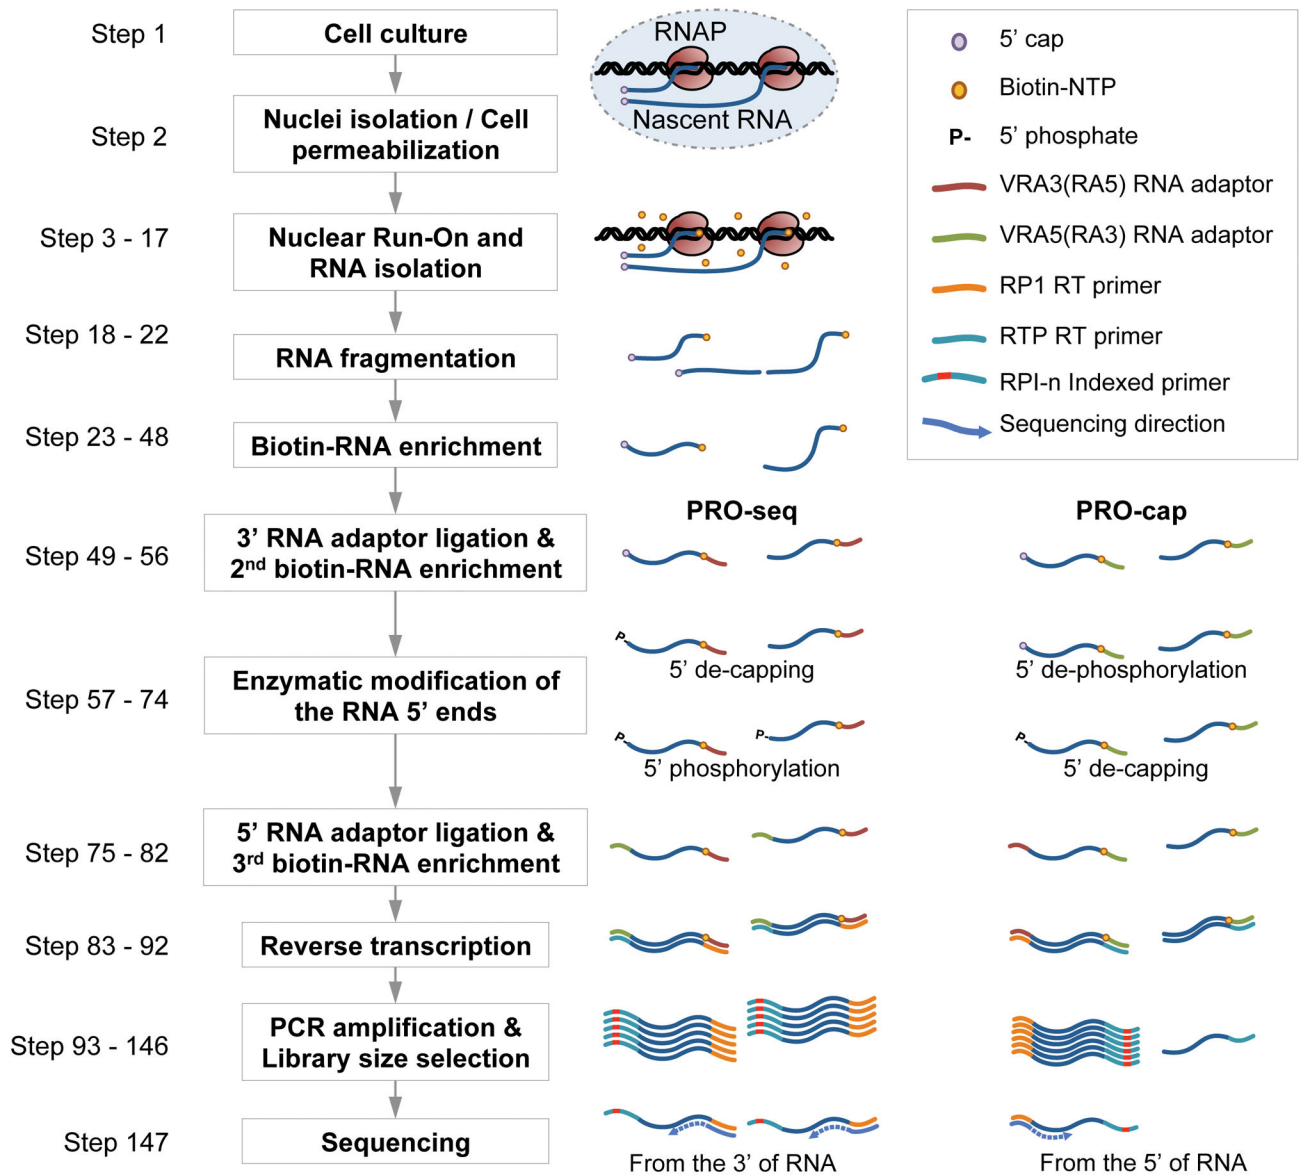 Step 1
Cell culture
RNAP
Nascent RNA
Step 2
Nuclei isolation / Cell
permeabilization
Step 3 - 17
Nuclear Run-On and
RNA isolation
Step 18 - 22
RNA fragmentation
Step 23 - 48
Biotin-RNA enrichment
5’ cap
Biotin-NTP
P- 5’ phosphate
VRA3(RA5) RNA adaptor
VRA5(RA3) RNA adaptor
RP1 RT primer
RTP RT primer
RPI-n Indexed primer
Sequencing direction
PRO-seq
PRO-cap
Step 49 - 56
3’ RNA adaptor ligation &
2nd biotin-RNA enrichment
Step 57 - 74
Enzymatic modification of
the RNA 5’ ends
P-
5’ de-capping
5’ de-phosphorylation
P-
P-
5’ phosphorylation
P-
5’ de-capping
Step 75 - 82
5’ RNA adaptor ligation &
3rd biotin-RNA enrichment
Step 83 - 92
Reverse transcription
Step 93 - 146
PCR amplification &
Library size selection
Step 147
Sequencing
From the 3’ of RNA
From the 5’ of RNA